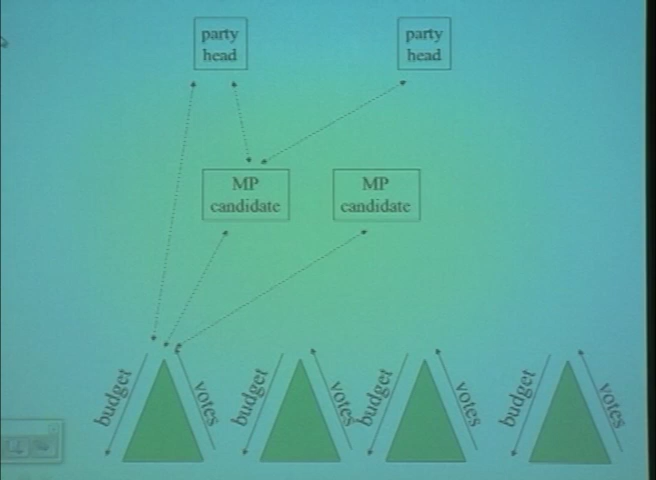 party
head
party
head
MP
candidate
MP
candidate
budget
votes
budget
votes
budget
votes
budget
votes